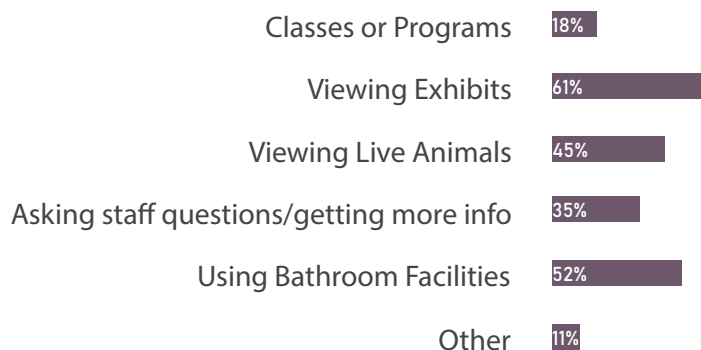 Classes or Programs 18%
Viewing Exhibits 61%
Viewing Live Animals 45%
Asking staff questions/getting more info 35%
Using Bathroom Facilities 52%
Other 11%